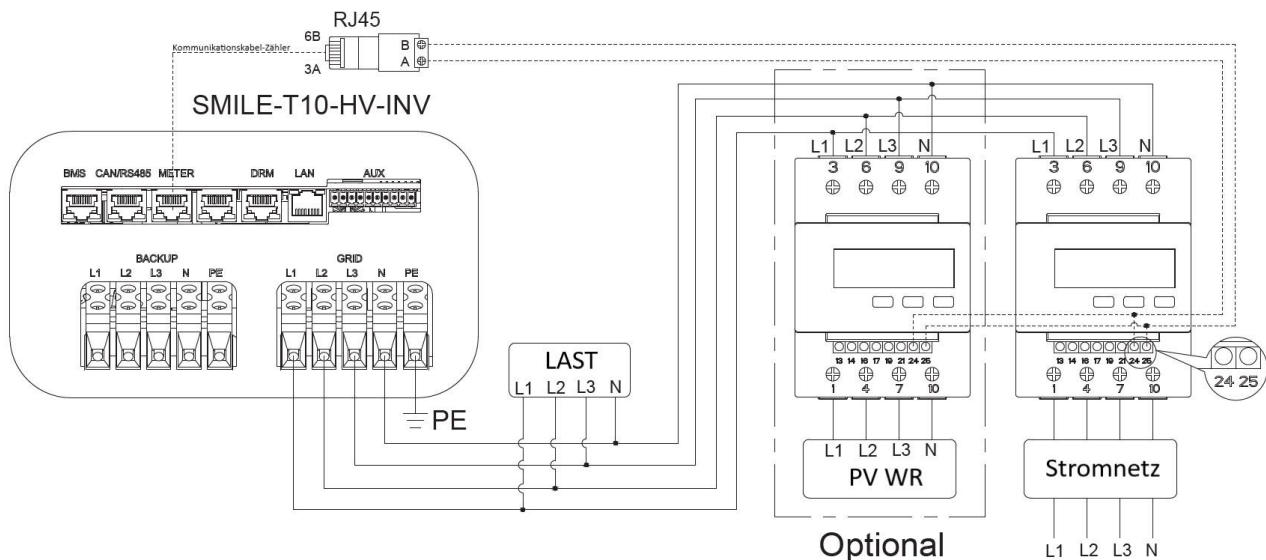 RJ45
6B
Kommunikationskabel-Zähler
B
A
3A
SMILE-T10-HV-INV
BMS CAN/RS485 METER DRM LAN AUX
BACKUP
L1 L2 L3 N PE
GRID
L1 L2 L3 N PE
PE
LAST
L1 L2 L3 N
L1 L2 L3 N
3 6 9 10
13 14 16 17 19 21 24 25
1 4 7 10
L1 L2 L3 N
PV WR
Optional
L1 L2 L3 N
3 6 9 10
13 14 16 17 19 21 24 25
24 25
1 4 7 10
Stromnetz
L1 L2 L3 N